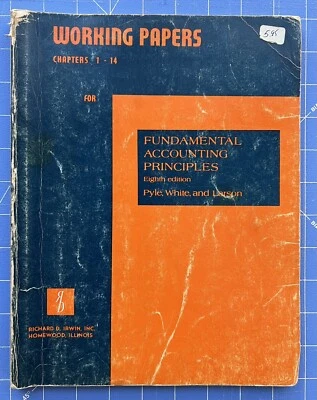 WORKING PAPERS
5.95
CHAPTERS 1 - 14
FOR
FUNDAMENTAL
ACCOUNTING
PRINCIPLES
Eighth edition
Pyle, White, and Larson
RICHARD D. IRWIN, INC.
HOMEWOOD, ILLINOIS